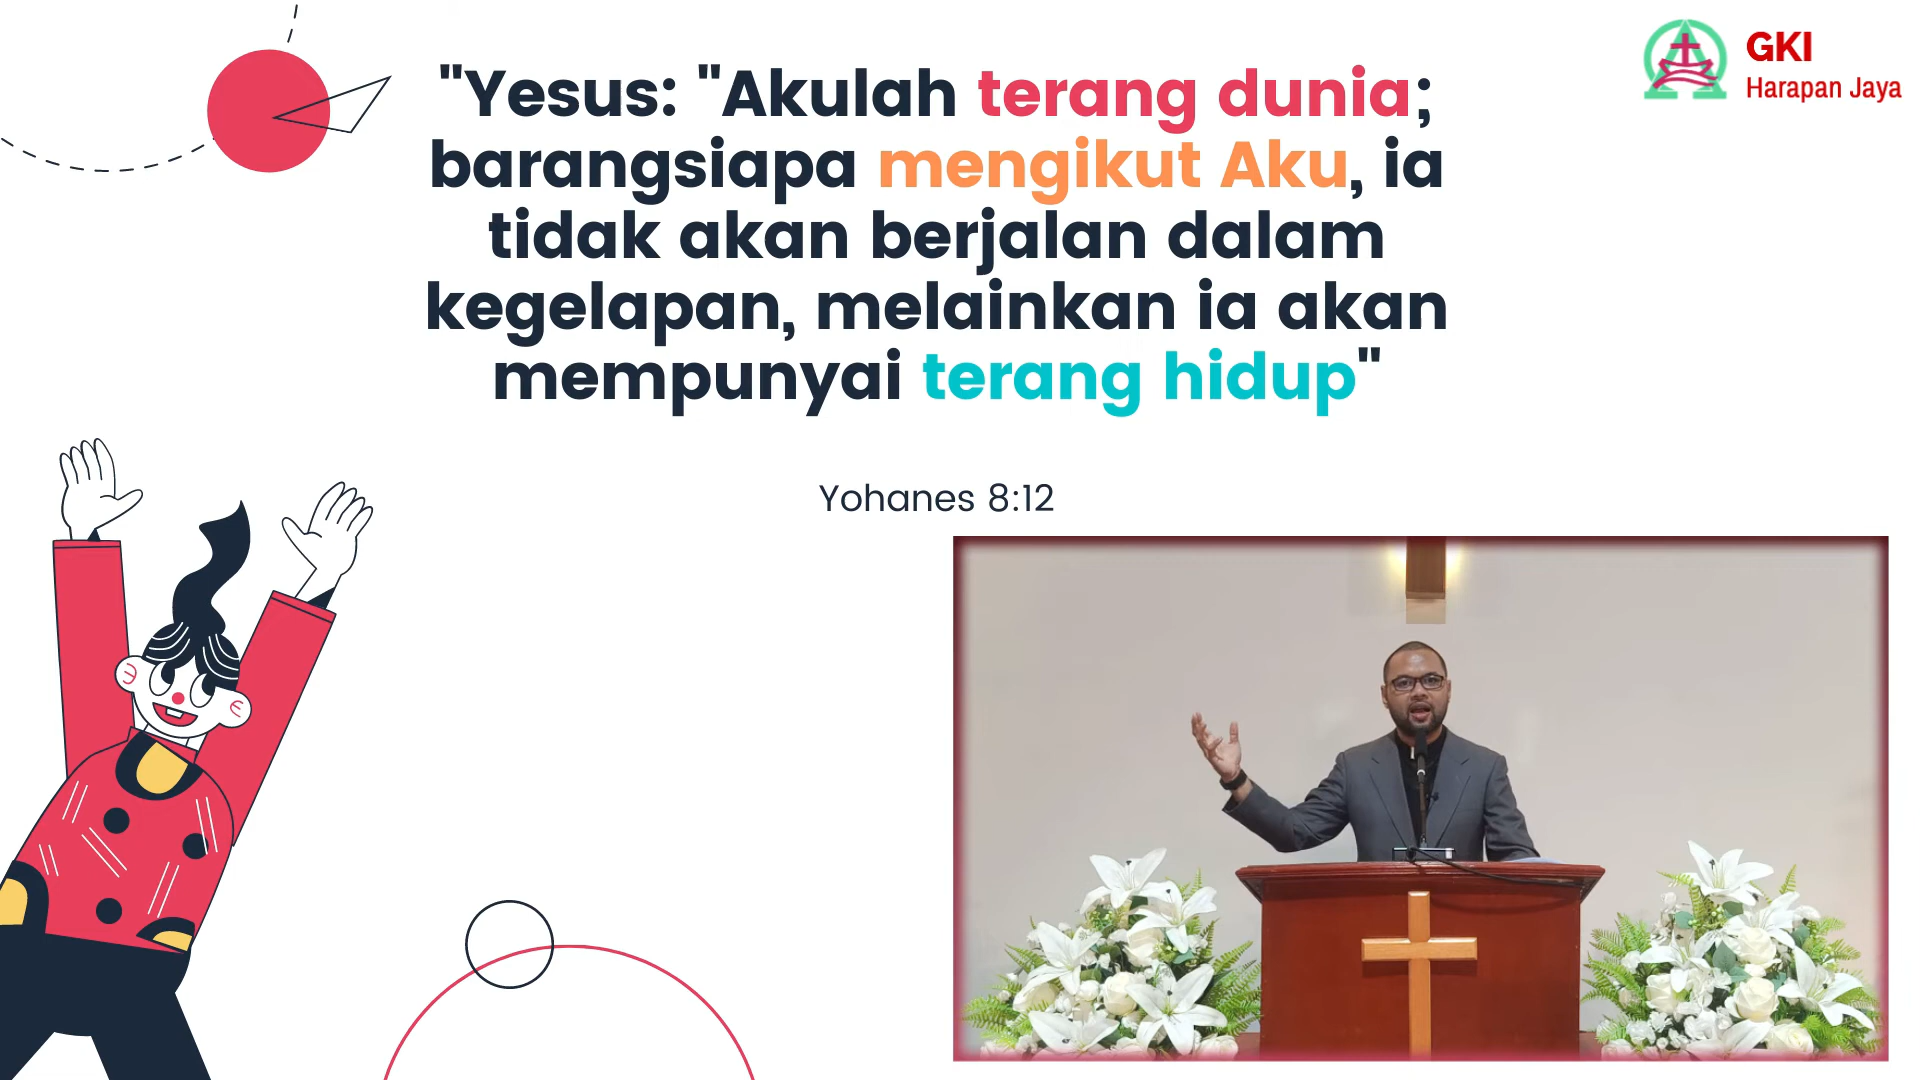 "Yesus: "Akulah terang dunia;
barangsiapa mengikut Aku, ia
tidak akan berjalan dalam
kegelapan, melainkan ia akan
mempunyai terang hidup"
Yohanes 8:12
GKI
Harapan Jaya